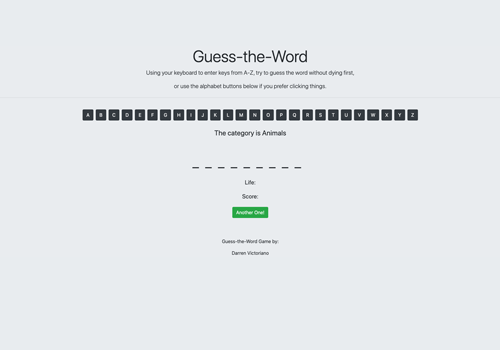 Guess-the-Word
Using your keyboard to enter keys from A-Z, try to guess the word without dying first,
or use the alphabet buttons below if you prefer clicking things.
A B C D E F G H I J K L M N O P Q R S T U V W X Y Z
The category is Animals
_ _ _ _ _ _ _ _ _
Life:
Score:
Another One!
Guess-the-Word Game by:
Darren Victoriano